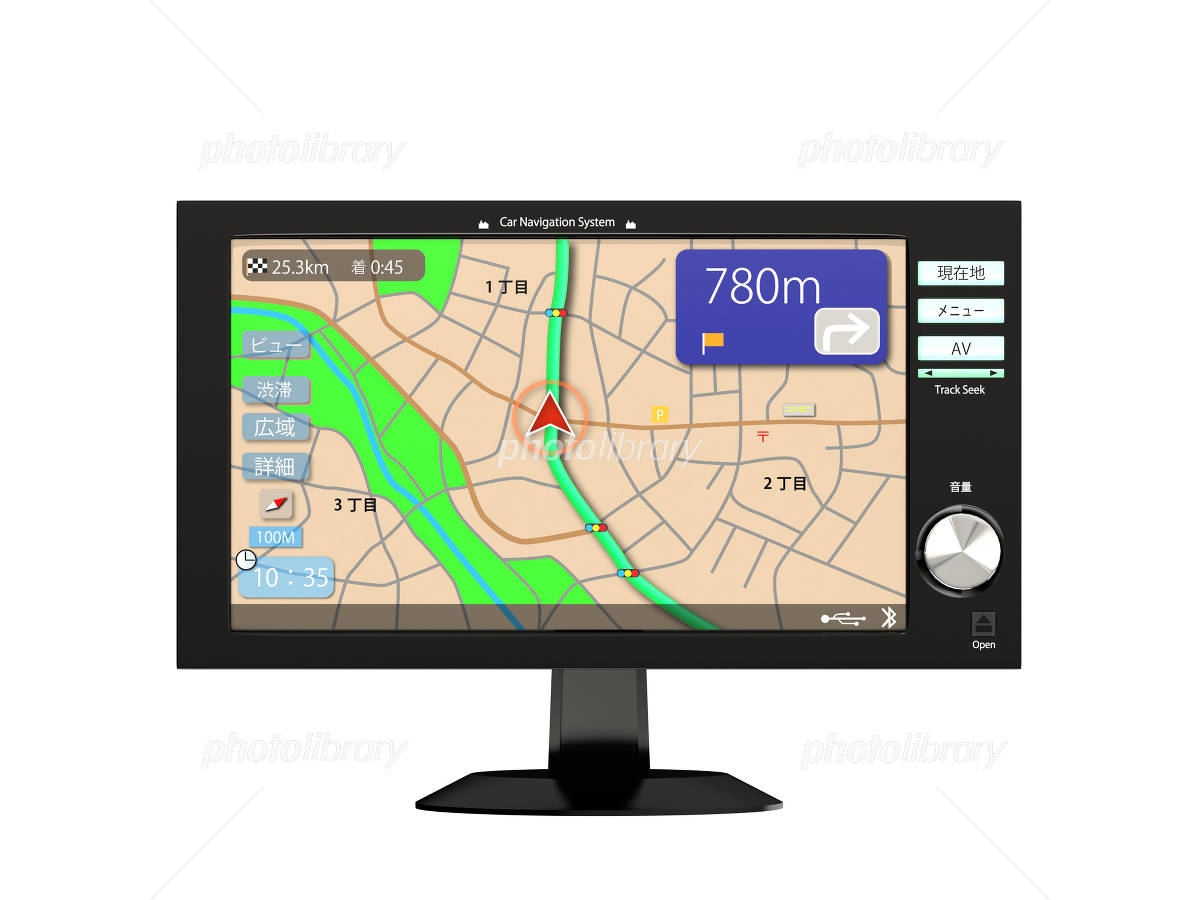 photolibrary
photolibrary
Car Navigation System
25.3km 着 0:45
1 丁目
780m
現在地
メニュー
ビュー
AV
Track Seek
渋滞
P
広域
〒
photolibrary
詳細
2 丁目
音量
3 丁目
100M
10 : 35
Open
photolibrary
photolibrary